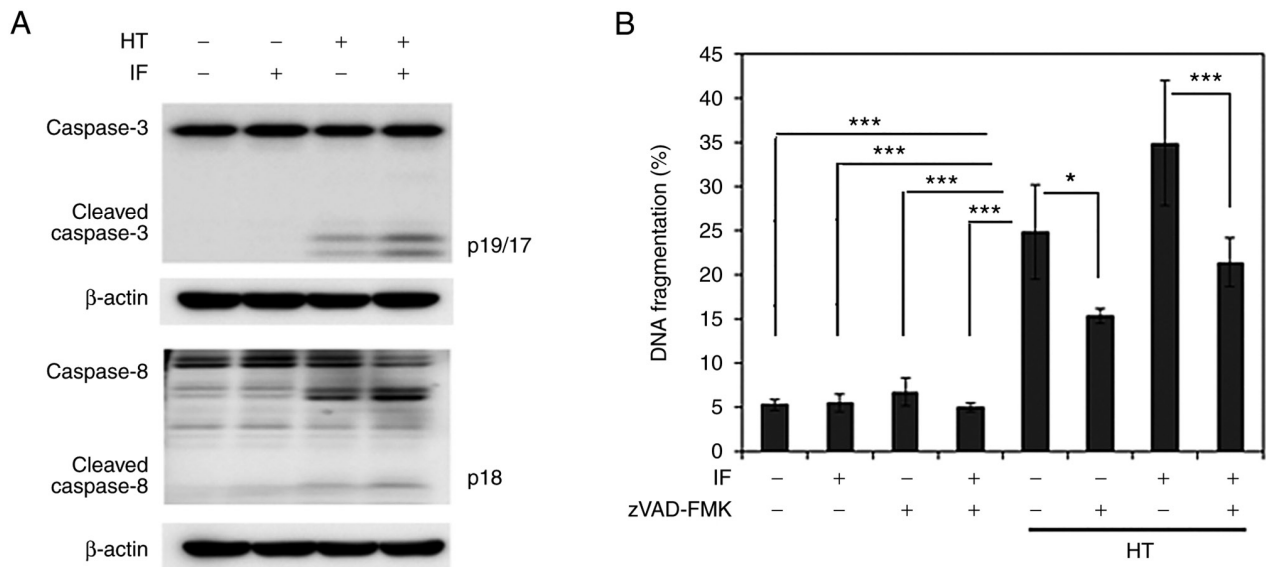 A
HT – – + +
IF – + – +
Caspase-3
Cleaved
caspase-3
p19/17
β-actin
Caspase-8
Cleaved
caspase-8
p18
β-actin
B
DNA fragmentation (%)
45
40
35
30
25
20
15
10
5
0
***
***
***
***
*
***
IF – + – + – – + +
zVAD-FMK – – + + – + – +
HT